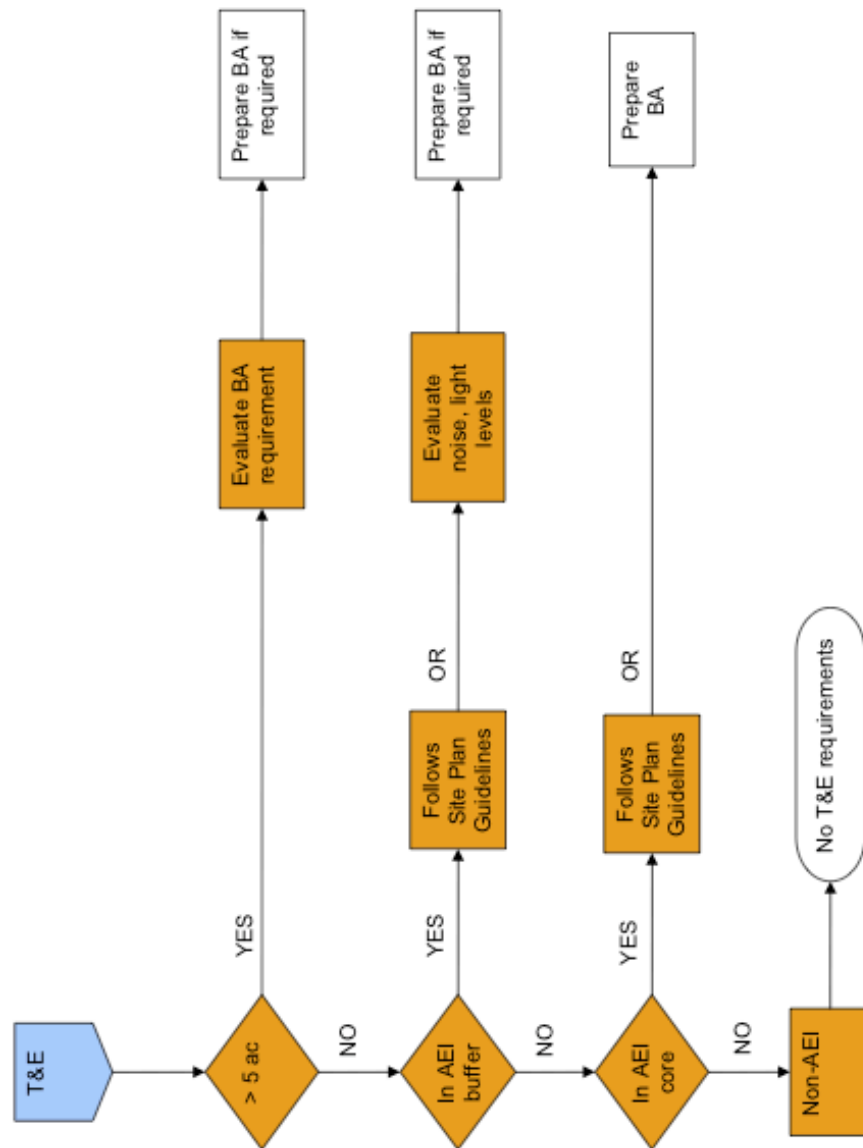 T&E
> 5 ac
YES
Evaluate BA
requirement
Prepare BA if
required
NO
In AEI
buffer
YES
Follows
Site Plan
Guidelines
OR
Evaluate
noise, light
levels
Prepare BA if
required
NO
In AEI
core
YES
Follows
Site Plan
Guidelines
OR
Prepare
BA
NO
Non-AEI
No T&E requirements